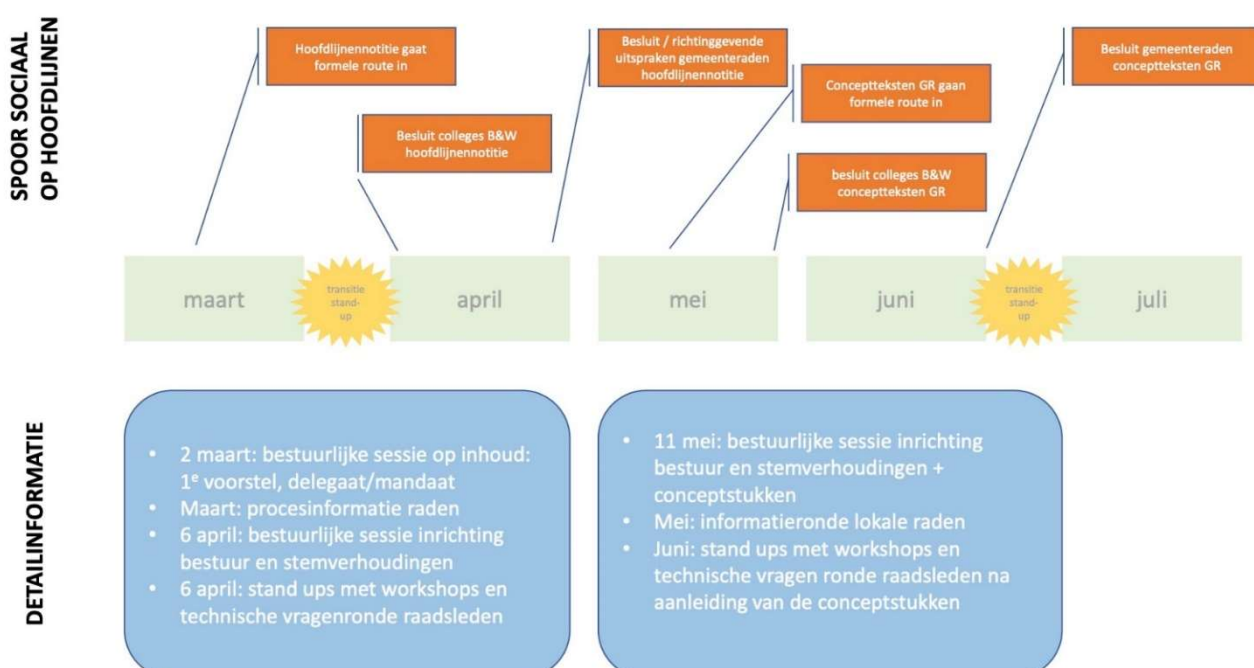 SPOOR SOCIAAL
OP HOOFDLIJNEN
Hoofdlijnennotitie gaat
formele route in
Besluit colleges B&W
hoofdlijnennotitie
Besluit / richtinggevende
uitspraken gemeenteraden
hoofdlijnennotitie
Conceptteksten GR gaan
formele route in
besluit colleges B&W
conceptteksten GR
Besluit gemeenteraden
conceptteksten GR
maart
transitie
stand-
up
april
mei
juni
transitie
stand-
up
juli
DETAILINFORMATIE
• 2 maart: bestuurlijke sessie op inhoud:
1e voorstel, delegaat/mandaat
• Maart: procesinformatie raden
• 6 april: bestuurlijke sessie inrichting
bestuur en stemverhoudingen
• 6 april: stand ups met workshops en
technische vragenronde raadsleden
• 11 mei: bestuurlijke sessie inrichting
bestuur en stemverhoudingen +
conceptstukken
• Mei: informatieronde lokale raden
• Juni: stand ups met workshops en
technische vragen ronde raadsleden na
aanleiding van de conceptstukken